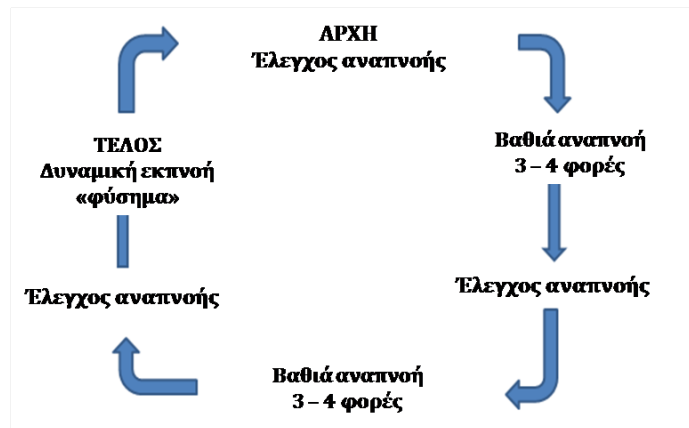 ΑΡΧΗ
Έλεγχος αναπνοής
Βαθιά αναπνοή
3 – 4 φορές
Έλεγχος αναπνοής
Βαθιά αναπνοή
3 – 4 φορές
Έλεγχος αναπνοής
ΤΕΛΟΣ
Δυναμική εκπνοή
«φύσημα»